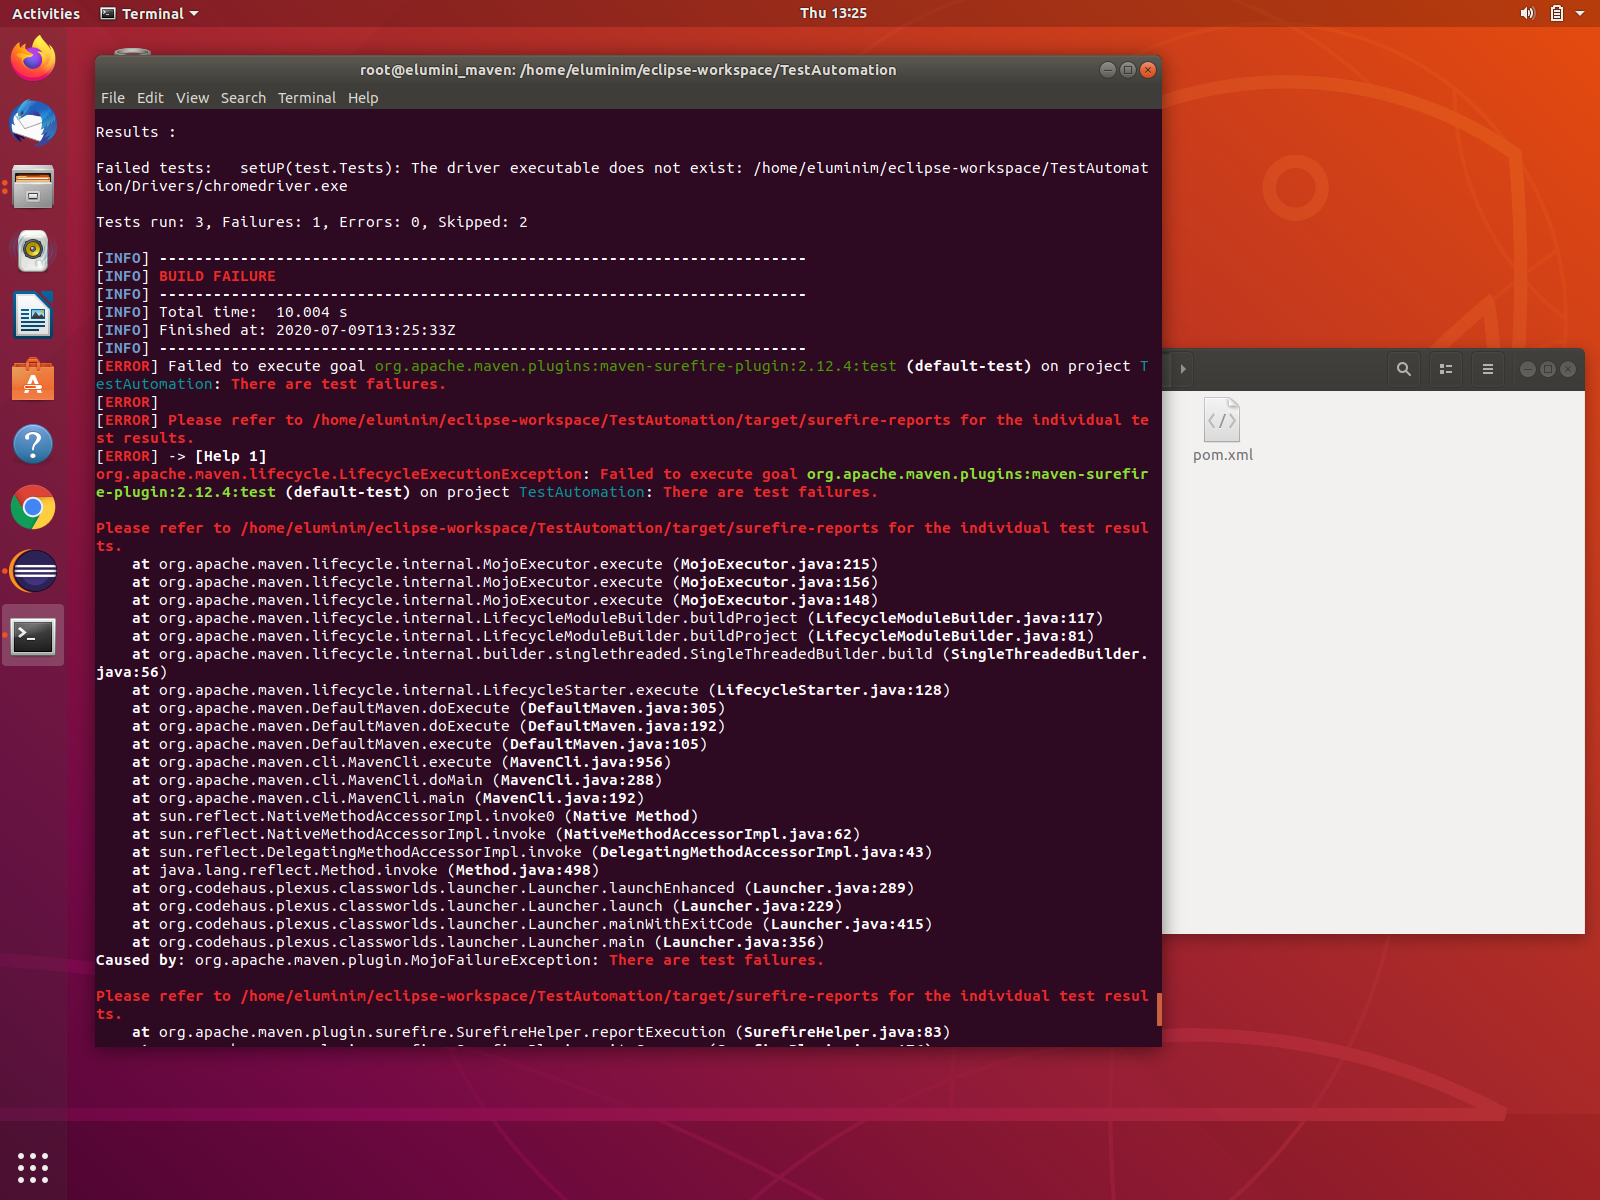 Activities
Terminal
Thu 13:25
root@elumini_maven: /home/eluminim/eclipse-workspace/TestAutomation
File Edit View Search Terminal Help
Results :
Failed tests:   setUP(test.Tests): The driver executable does not exist: /home/eluminim/eclipse-workspace/TestAutomat
ion/Drivers/chromedriver.exe
Tests run: 3, Failures: 1, Errors: 0, Skipped: 2
[INFO] ------------------------------------------------------------------------
[INFO] BUILD FAILURE
[INFO] ------------------------------------------------------------------------
[INFO] Total time:  10.004 s
[INFO] Finished at: 2020-07-09T13:25:33Z
[INFO] ------------------------------------------------------------------------
[ERROR] Failed to execute goal org.apache.maven.plugins:maven-surefire-plugin:2.12.4:test (default-test) on project T
estAutomation: There are test failures.
[ERROR]
[ERROR] Please refer to /home/eluminim/eclipse-workspace/TestAutomation/target/surefire-reports for the individual te
st results.
[ERROR] -> [Help 1]
org.apache.maven.lifecycle.LifecycleExecutionException: Failed to execute goal org.apache.maven.plugins:maven-surefir
e-plugin:2.12.4:test (default-test) on project TestAutomation: There are test failures.
Please refer to /home/eluminim/eclipse-workspace/TestAutomation/target/surefire-reports for the individual test resul
ts.
    at org.apache.maven.lifecycle.internal.MojoExecutor.execute (MojoExecutor.java:215)
    at org.apache.maven.lifecycle.internal.MojoExecutor.execute (MojoExecutor.java:156)
    at org.apache.maven.lifecycle.internal.MojoExecutor.execute (MojoExecutor.java:148)
    at org.apache.maven.lifecycle.internal.LifecycleModuleBuilder.buildProject (LifecycleModuleBuilder.java:117)
    at org.apache.maven.lifecycle.internal.LifecycleModuleBuilder.buildProject (LifecycleModuleBuilder.java:81)
    at org.apache.maven.lifecycle.internal.builder.singlethreaded.SingleThreadedBuilder.build (SingleThreadedBuilder.
java:56)
    at org.apache.maven.lifecycle.internal.LifecycleStarter.execute (LifecycleStarter.java:128)
    at org.apache.maven.DefaultMaven.doExecute (DefaultMaven.java:305)
    at org.apache.maven.DefaultMaven.doExecute (DefaultMaven.java:192)
    at org.apache.maven.DefaultMaven.execute (DefaultMaven.java:105)
    at org.apache.maven.cli.MavenCli.execute (MavenCli.java:956)
    at org.apache.maven.cli.MavenCli.doMain (MavenCli.java:288)
    at org.apache.maven.cli.MavenCli.main (MavenCli.java:192)
    at sun.reflect.NativeMethodAccessorImpl.invoke0 (Native Method)
    at sun.reflect.NativeMethodAccessorImpl.invoke (NativeMethodAccessorImpl.java:62)
    at sun.reflect.DelegatingMethodAccessorImpl.invoke (DelegatingMethodAccessorImpl.java:43)
    at java.lang.reflect.Method.invoke (Method.java:498)
    at org.codehaus.plexus.classworlds.launcher.Launcher.launchEnhanced (Launcher.java:289)
    at org.codehaus.plexus.classworlds.launcher.Launcher.launch (Launcher.java:229)
    at org.codehaus.plexus.classworlds.launcher.Launcher.mainWithExitCode (Launcher.java:415)
    at org.codehaus.plexus.classworlds.launcher.Launcher.main (Launcher.java:356)
Caused by: org.apache.maven.plugin.MojoFailureException: There are test failures.
Please refer to /home/eluminim/eclipse-workspace/TestAutomation/target/surefire-reports for the individual test resul
ts.
    at org.apache.maven.plugin.surefire.SurefireHelper.reportExecution (SurefireHelper.java:83)
pom.xml